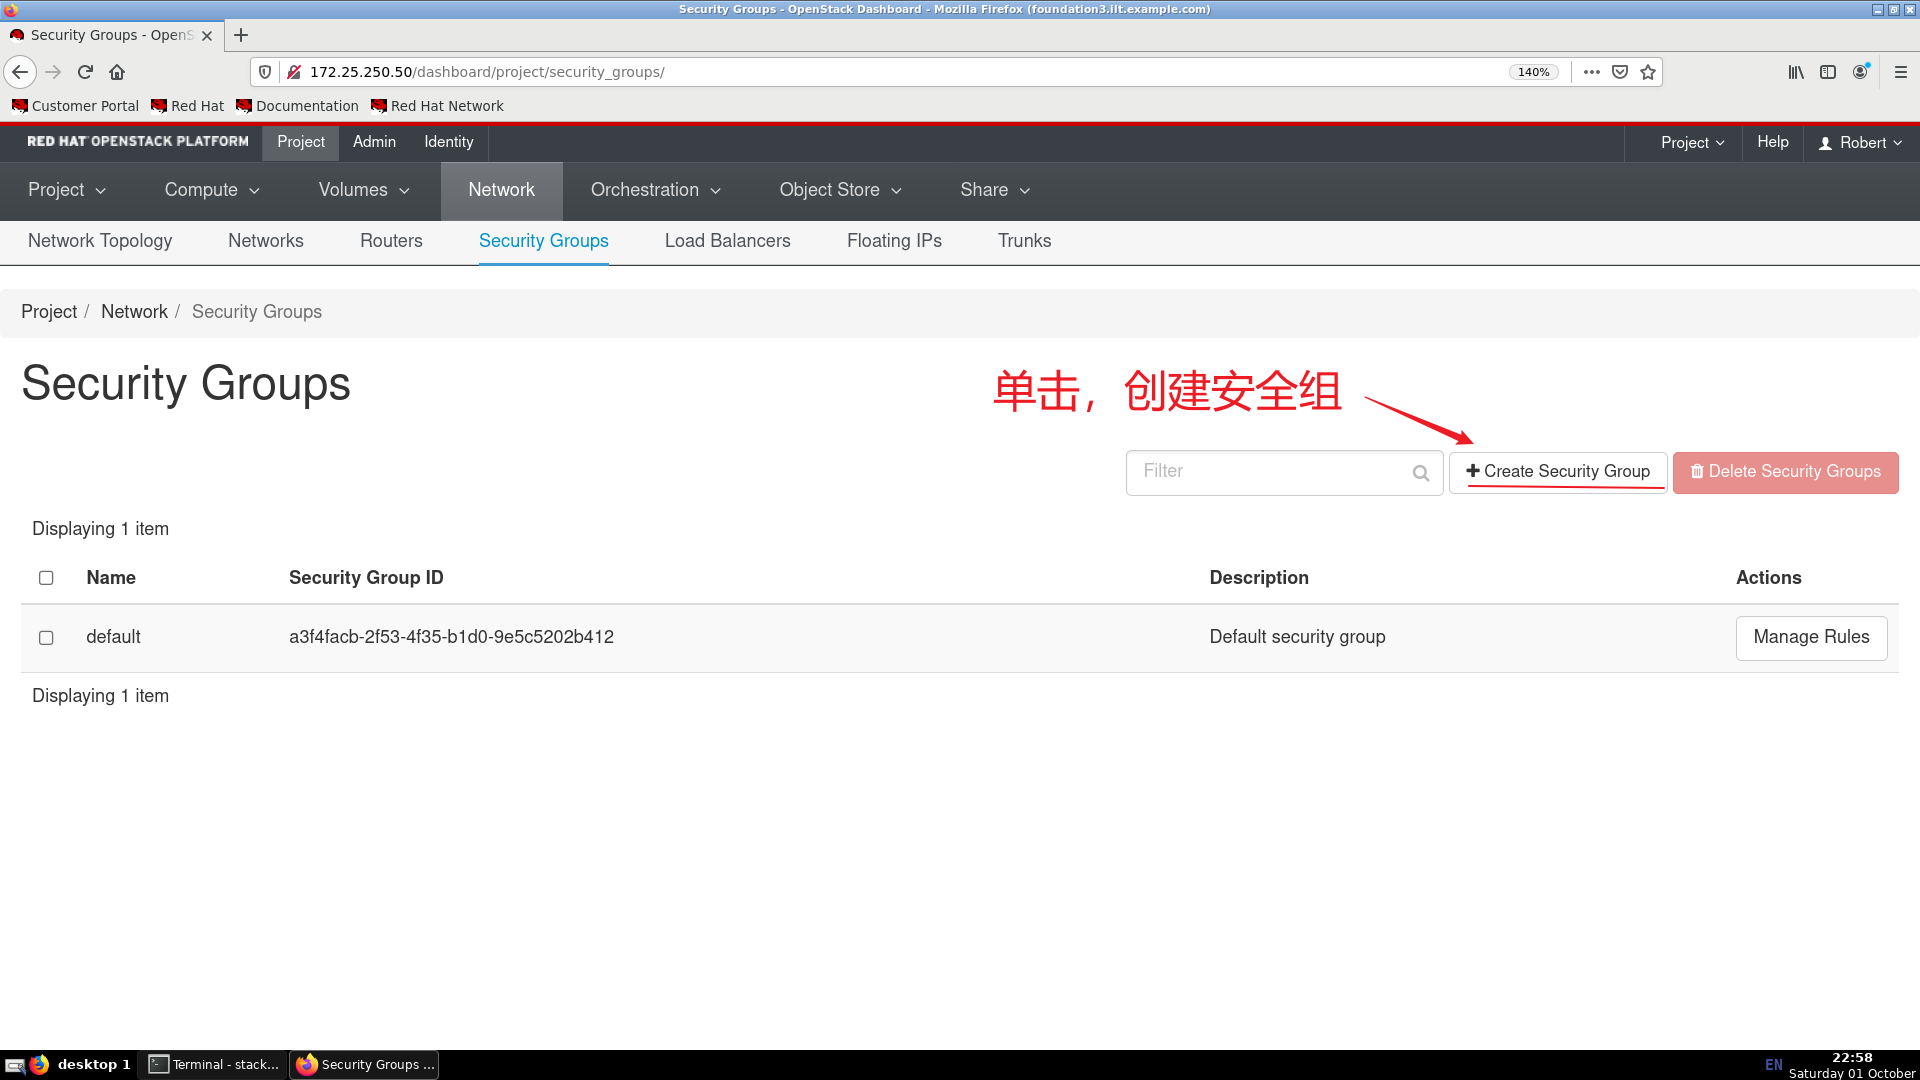 Security Groups - OpenStack Dashboard - Mozilla Firefox (foundation3.ilt.example.com)
Security Groups - OpenS
172.25.250.50/dashboard/project/security_groups/
140%
Customer Portal Red Hat Documentation Red Hat Network
RED HAT OPENSTACK PLATFORM Project Admin Identity Project Help Robert
Project Compute Volumes Network Orchestration Object Store Share
Network Topology Networks Routers Security Groups Load Balancers Floating IPs Trunks
Project / Network / Security Groups
Security Groups
单击，创建安全组
Filter Create Security Group Delete Security Groups
Displaying 1 item
Name Security Group ID Description Actions
default a3f4facb-2f53-4f35-b1d0-9e5c5202b412 Default security group Manage Rules
Displaying 1 item
desktop 1 Terminal - stack... Security Groups ... EN 22:58
Saturday 01 October